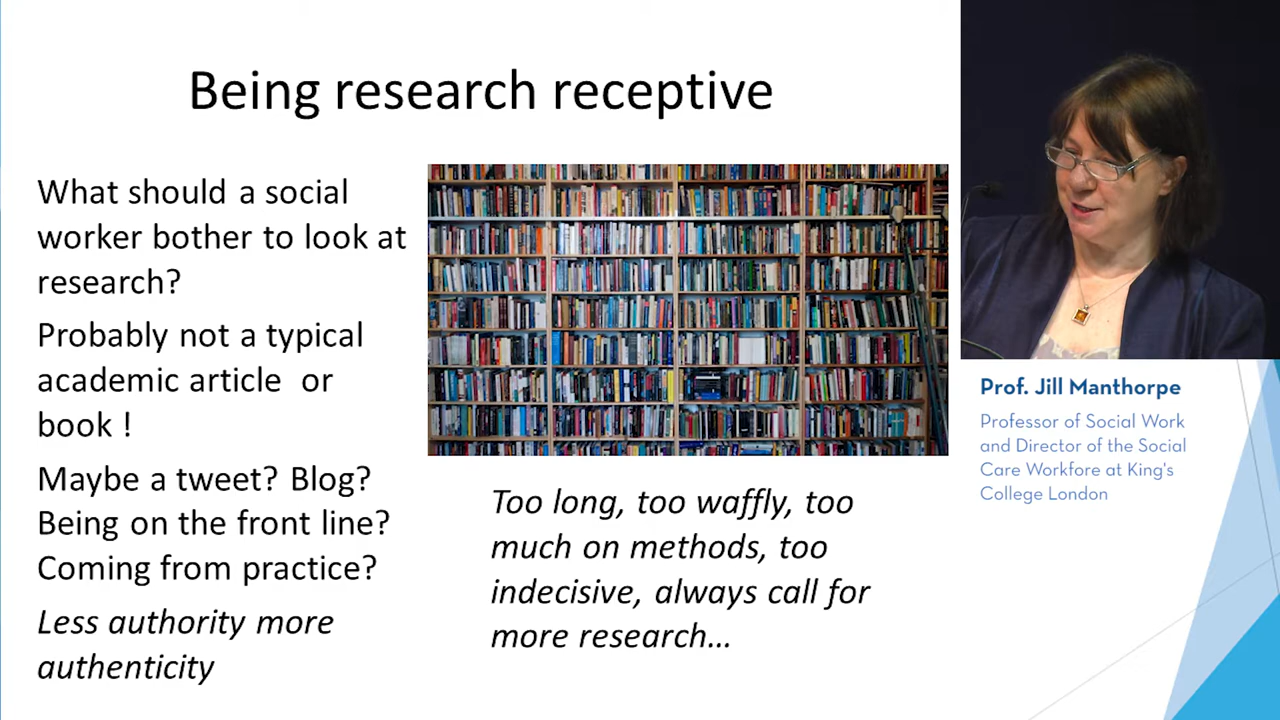 Being research receptive
What should a social
worker bother to look at
research?
Probably not a typical
academic article or
book !
Maybe a tweet? Blog?
Being on the front line?
Coming from practice?
Less authority more
authenticity
Too long, too waffly, too
much on methods, too
indecisive, always call for
more research...
Prof. Jill Manthorpe
Professor of Social Work
and Director of the Social
Care Workfore at King's
College London